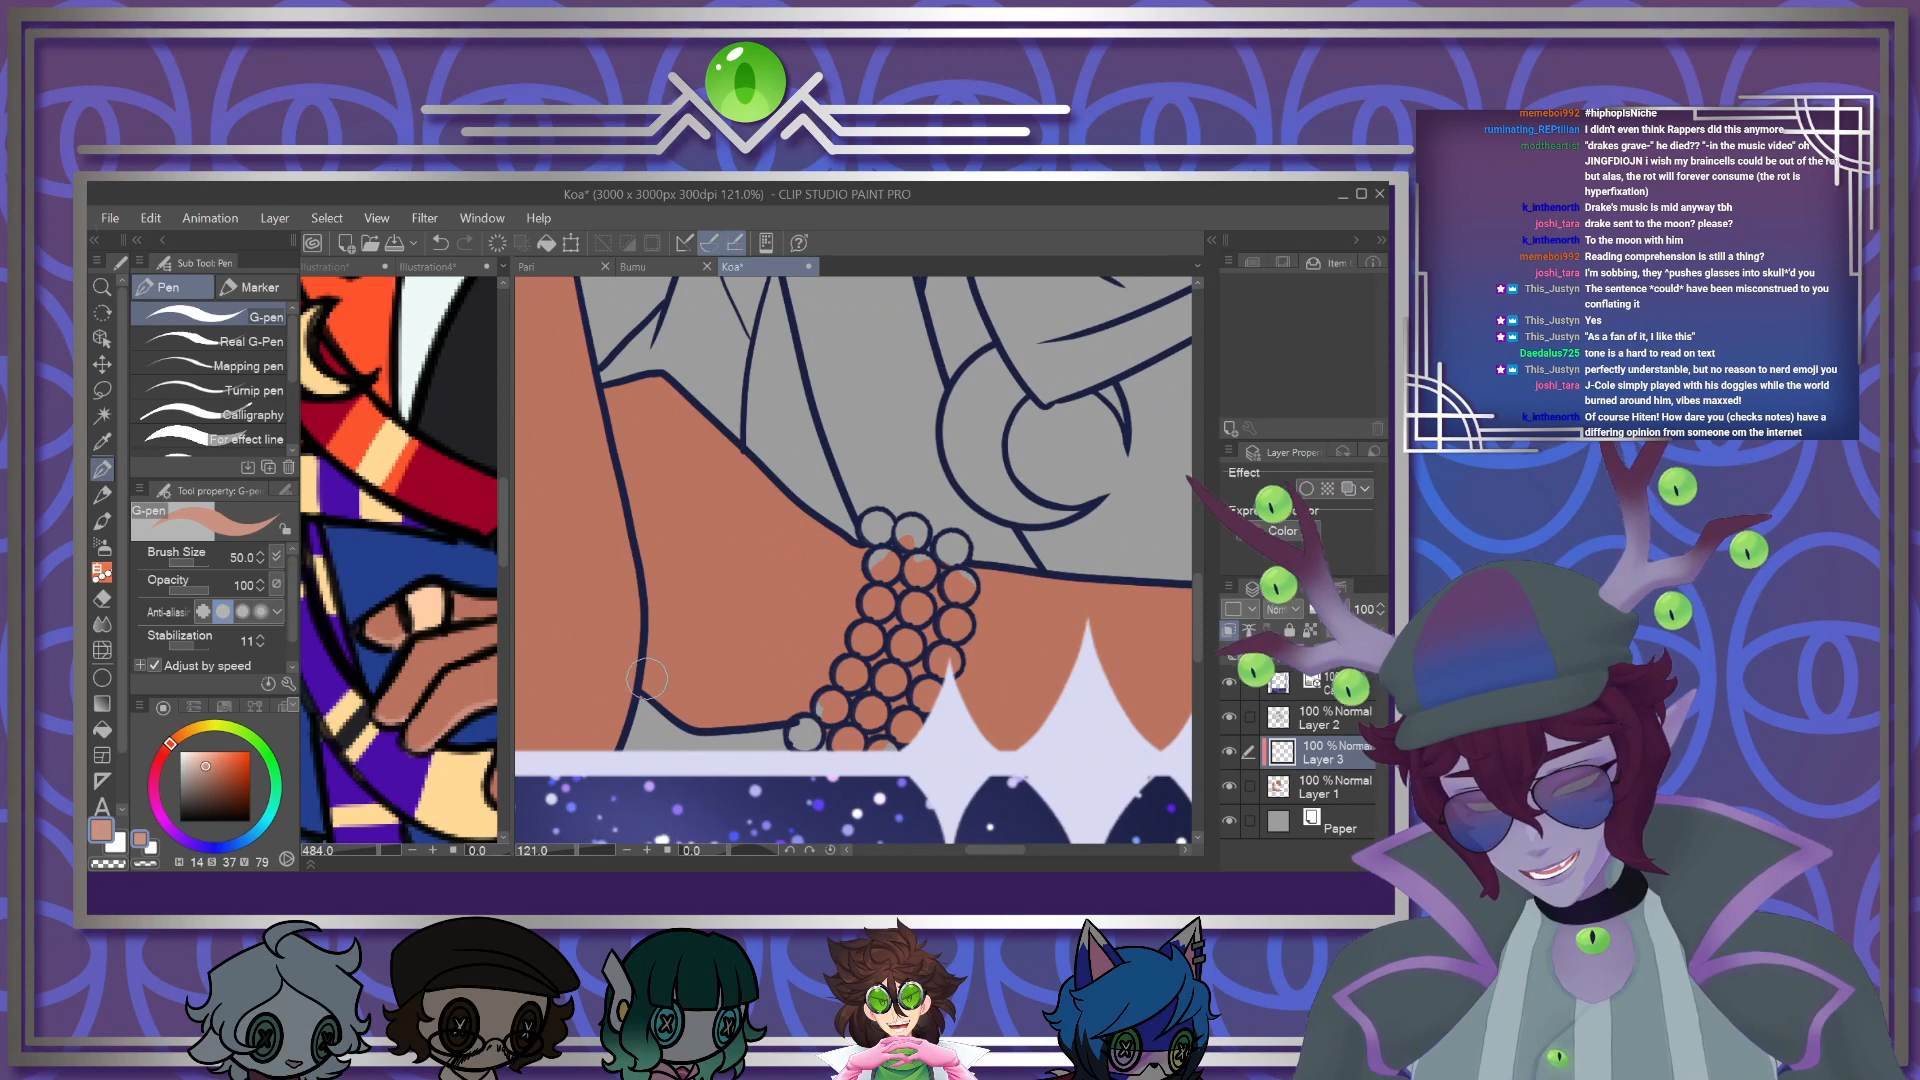 memeboi992 #hiphopIsNiche
ruminating_REPtilian I didn't even think Rappers did this anymore
modtheartist "drakes grave-" he died?? "-in the music video" oh
JINGFDIOJN i wish my braincells could be out of the rot
but alas, the rot will forever consume (the rot is
hyperfixation)
k_inthenorth Drake's music is mid anyway tbh
joshi_tara drake sent to the moon? please?
k_inthenorth To the moon with him
memeboi992 Reading comprehension is still a thing?
joshi_tara I'm sobbing, they ^pushes glasses into skull^'d you
This_Justyn The sentence *could* have been misconstrued to you
conflating it
This_Justyn Yes
This_Justyn "As a fan of it, I like this"
Daedalus725 tone is a hard to read on text
This_Justyn perfectly understanble, but no reason to nerd emoji you
joshi_tara J-Cole simply played with his doggies while the world
burned around him, vibes maxxed!
k_inthenorth Of course Hiten! How dare you (checks notes) have a
differing opinion from someone om the internet
Koa* (3000 x 3000px 300dpi 121.0%) - CLIP STUDIO PAINT PRO
File Edit Animation Layer Select View Filter Window Help
Sub Tool: Pen
Illustration* Illustration4* Pari Bumu Koa*
Item
Pen Marker
G-pen
Real G-Pen
Mapping pen
Turnip pen
Calligraphy
For effect line
Tool property: G-pen
G-pen
Brush Size 50.0
Opacity 100
Anti-aliasi
Stabilization 11
Adjust by speed
H 14 S 37 V 79
484.0 0.0 121.0 0.0
Layer Proper
Effect
Color
100
100 % Normal
Layer 2
100 % Normal
Layer 3
100 % Normal
Layer 1
Paper